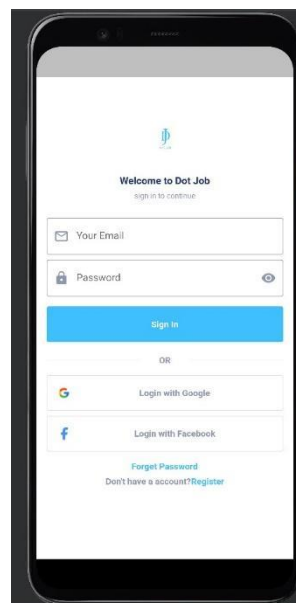 Welcome to Dot Job
sign in to continue
Your Email
Password
Sign In
OR
Login with Google
Login with Facebook
Forget Password
Don't have a account?Register